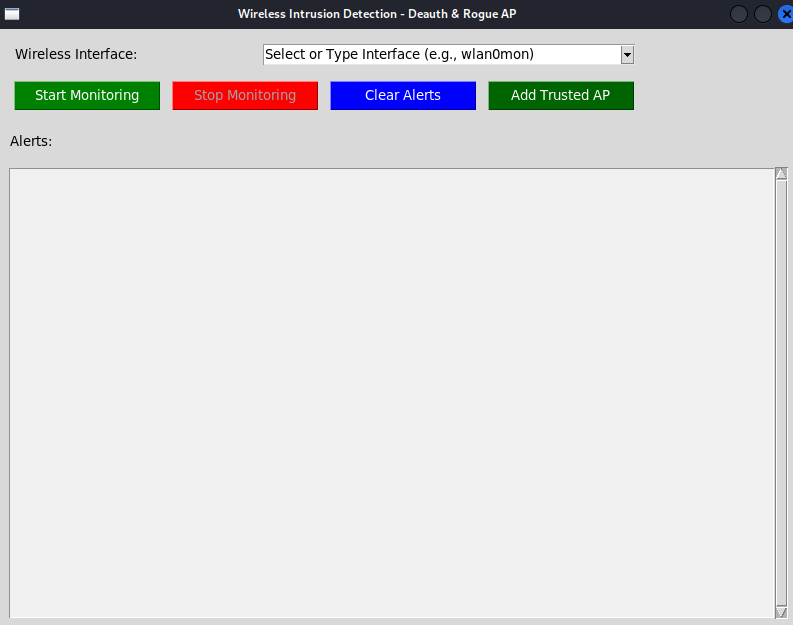 Wireless Intrusion Detection - Deauth & Rogue AP
Wireless Interface: Select or Type Interface (e.g., wlan0mon)
Start Monitoring Stop Monitoring Clear Alerts Add Trusted AP
Alerts: